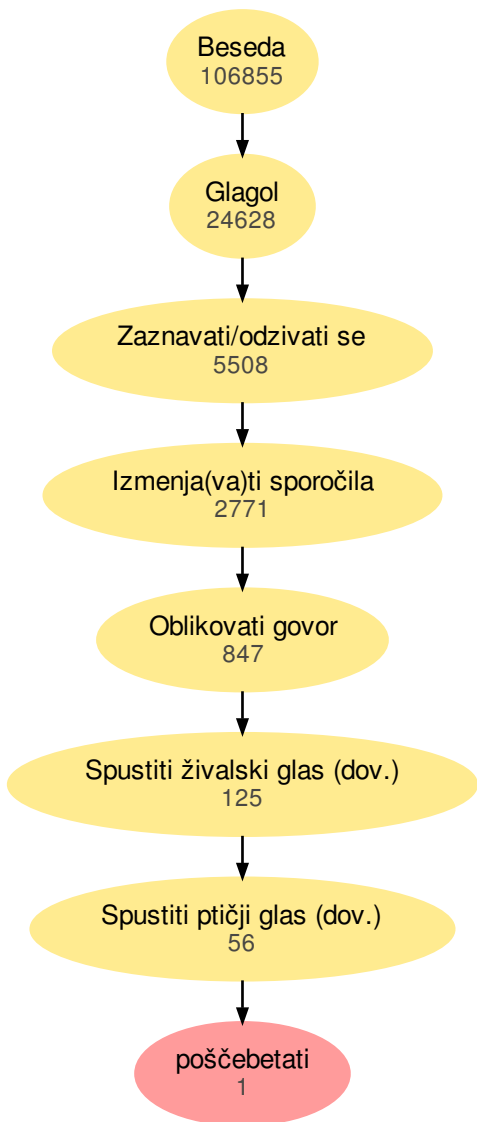 Beseda
106855
Glagol
24628
Zaznavati/odzivati se
5508
Izmenja(va)ti sporočila
2771
Oblikovati govor
847
Spustiti živalski glas (dov.)
125
Spustiti ptičji glas (dov.)
56
poščebetati
1